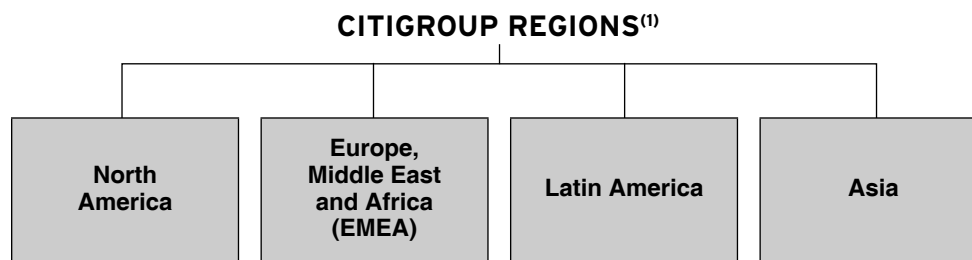 CITIGROUP REGIONS(1)
North
America
Europe,
Middle East
and Africa
(EMEA)
Latin America
Asia